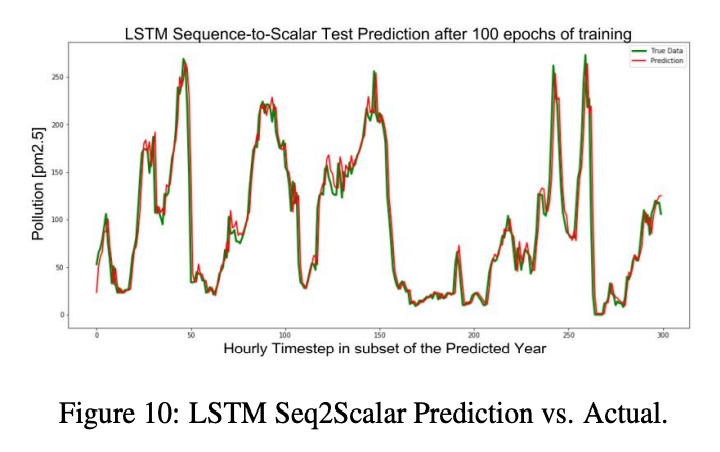 LSTM Sequence-to-Scalar Test Prediction after 100 epochs of training
True Data
Prediction
250
200
150
100
50
0
Pollution [pm2.5]
0 50 100 150 200 250 300
Hourly Timestep in subset of the Predicted Year
Figure 10: LSTM Seq2Scalar Prediction vs. Actual.